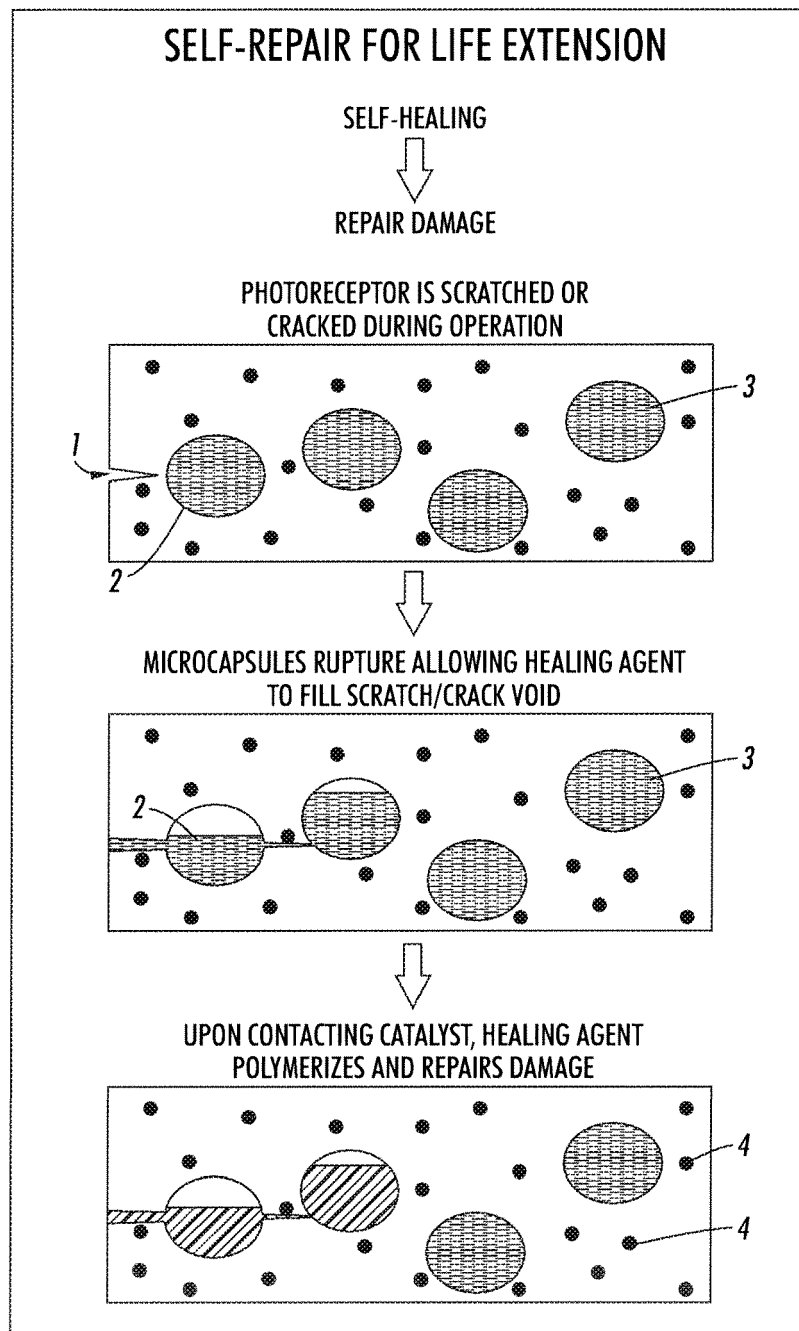 SELF-REPAIR FOR LIFE EXTENSION
SELF-HEALING
REPAIR DAMAGE
PHOTORECEPTOR IS SCRATCHED OR
CRACKED DURING OPERATION
3
1
2
MICROCAPSULES RUPTURE ALLOWING HEALING AGENT
TO FILL SCRATCH/CRACK VOID
3
2
UPON CONTACTING CATALYST, HEALING AGENT
POLYMERIZES AND REPAIRS DAMAGE
4
4